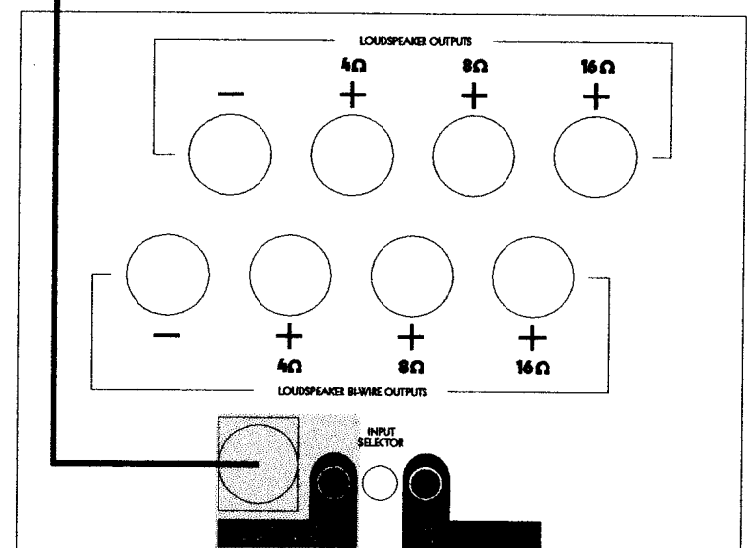 LOUDSPEAKER OUTPUTS
4Ω 8Ω 16Ω
− + + +
− + + +
4Ω 8Ω 16Ω
LOUDSPEAKER BI-WIRE OUTPUTS
INPUT
SELECTOR